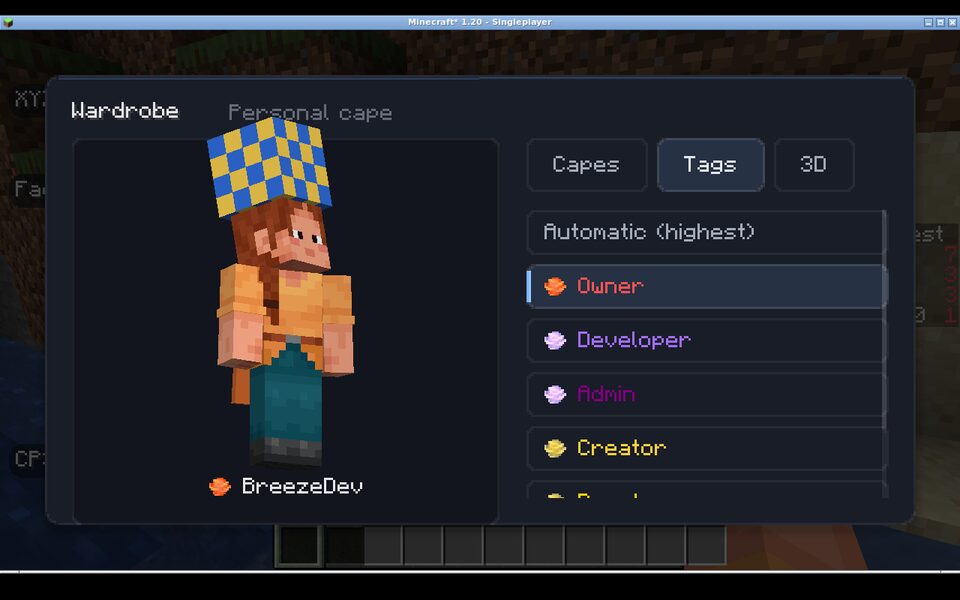 Minecraft* 1.20 - Singleplayer
Wardrobe
Personal cape
Capes
Tags
3D
Automatic (highest)
Owner
Developer
Admin
Creator
BreezeDev